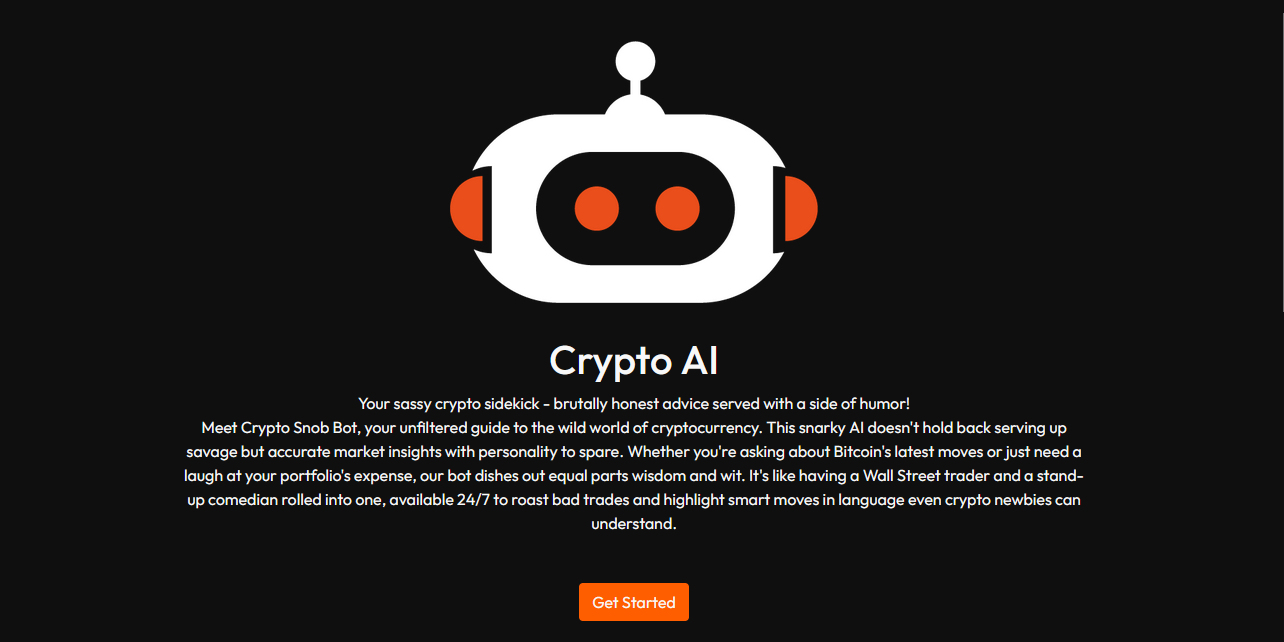 Crypto AI
Your sassy crypto sidekick - brutally honest advice served with a side of humor!
Meet Crypto Snob Bot, your unfiltered guide to the wild world of cryptocurrency. This snarky AI doesn't hold back serving up
savage but accurate market insights with personality to spare. Whether you're asking about Bitcoin's latest moves or just need a
laugh at your portfolio's expense, our bot dishes out equal parts wisdom and wit. It's like having a Wall Street trader and a stand-
up comedian rolled into one, available 24/7 to roast bad trades and highlight smart moves in language even crypto newbies can
understand.
Get Started